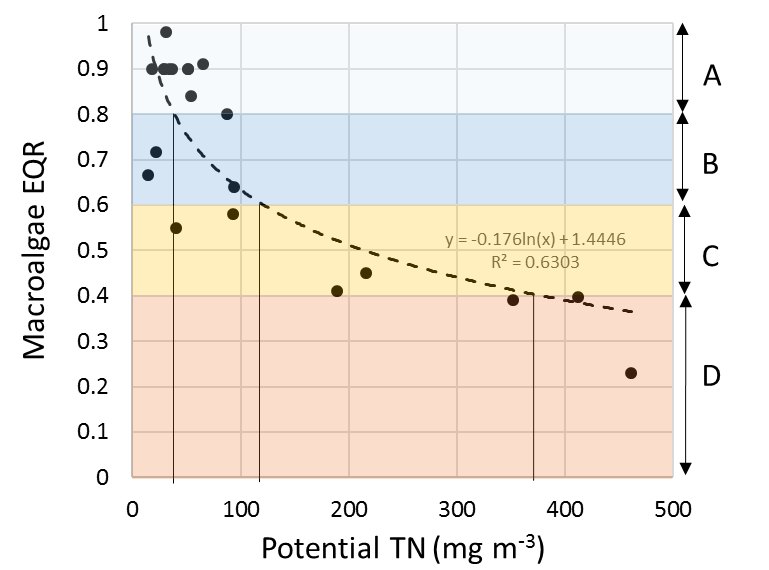 1
0.9
0.8
0.7
0.6
0.5
0.4
0.3
0.2
0.1
0
Macroalgae EQR
A
B
C
D
y = -0.176ln(x) + 1.4446
R² = 0.6303
0 100 200 300 400 500
Potential TN (mg m⁻³)